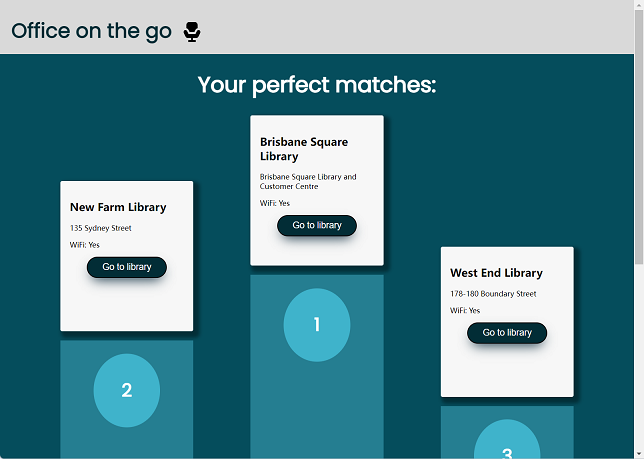 Office on the go
Your perfect matches:
Brisbane Square
Library
Brisbane Square Library and
Customer Centre
WiFi: Yes
Go to library
New Farm Library
135 Sydney Street
WiFi: Yes
Go to library
West End Library
178-180 Boundary Street
WiFi: Yes
Go to library
1
2
3